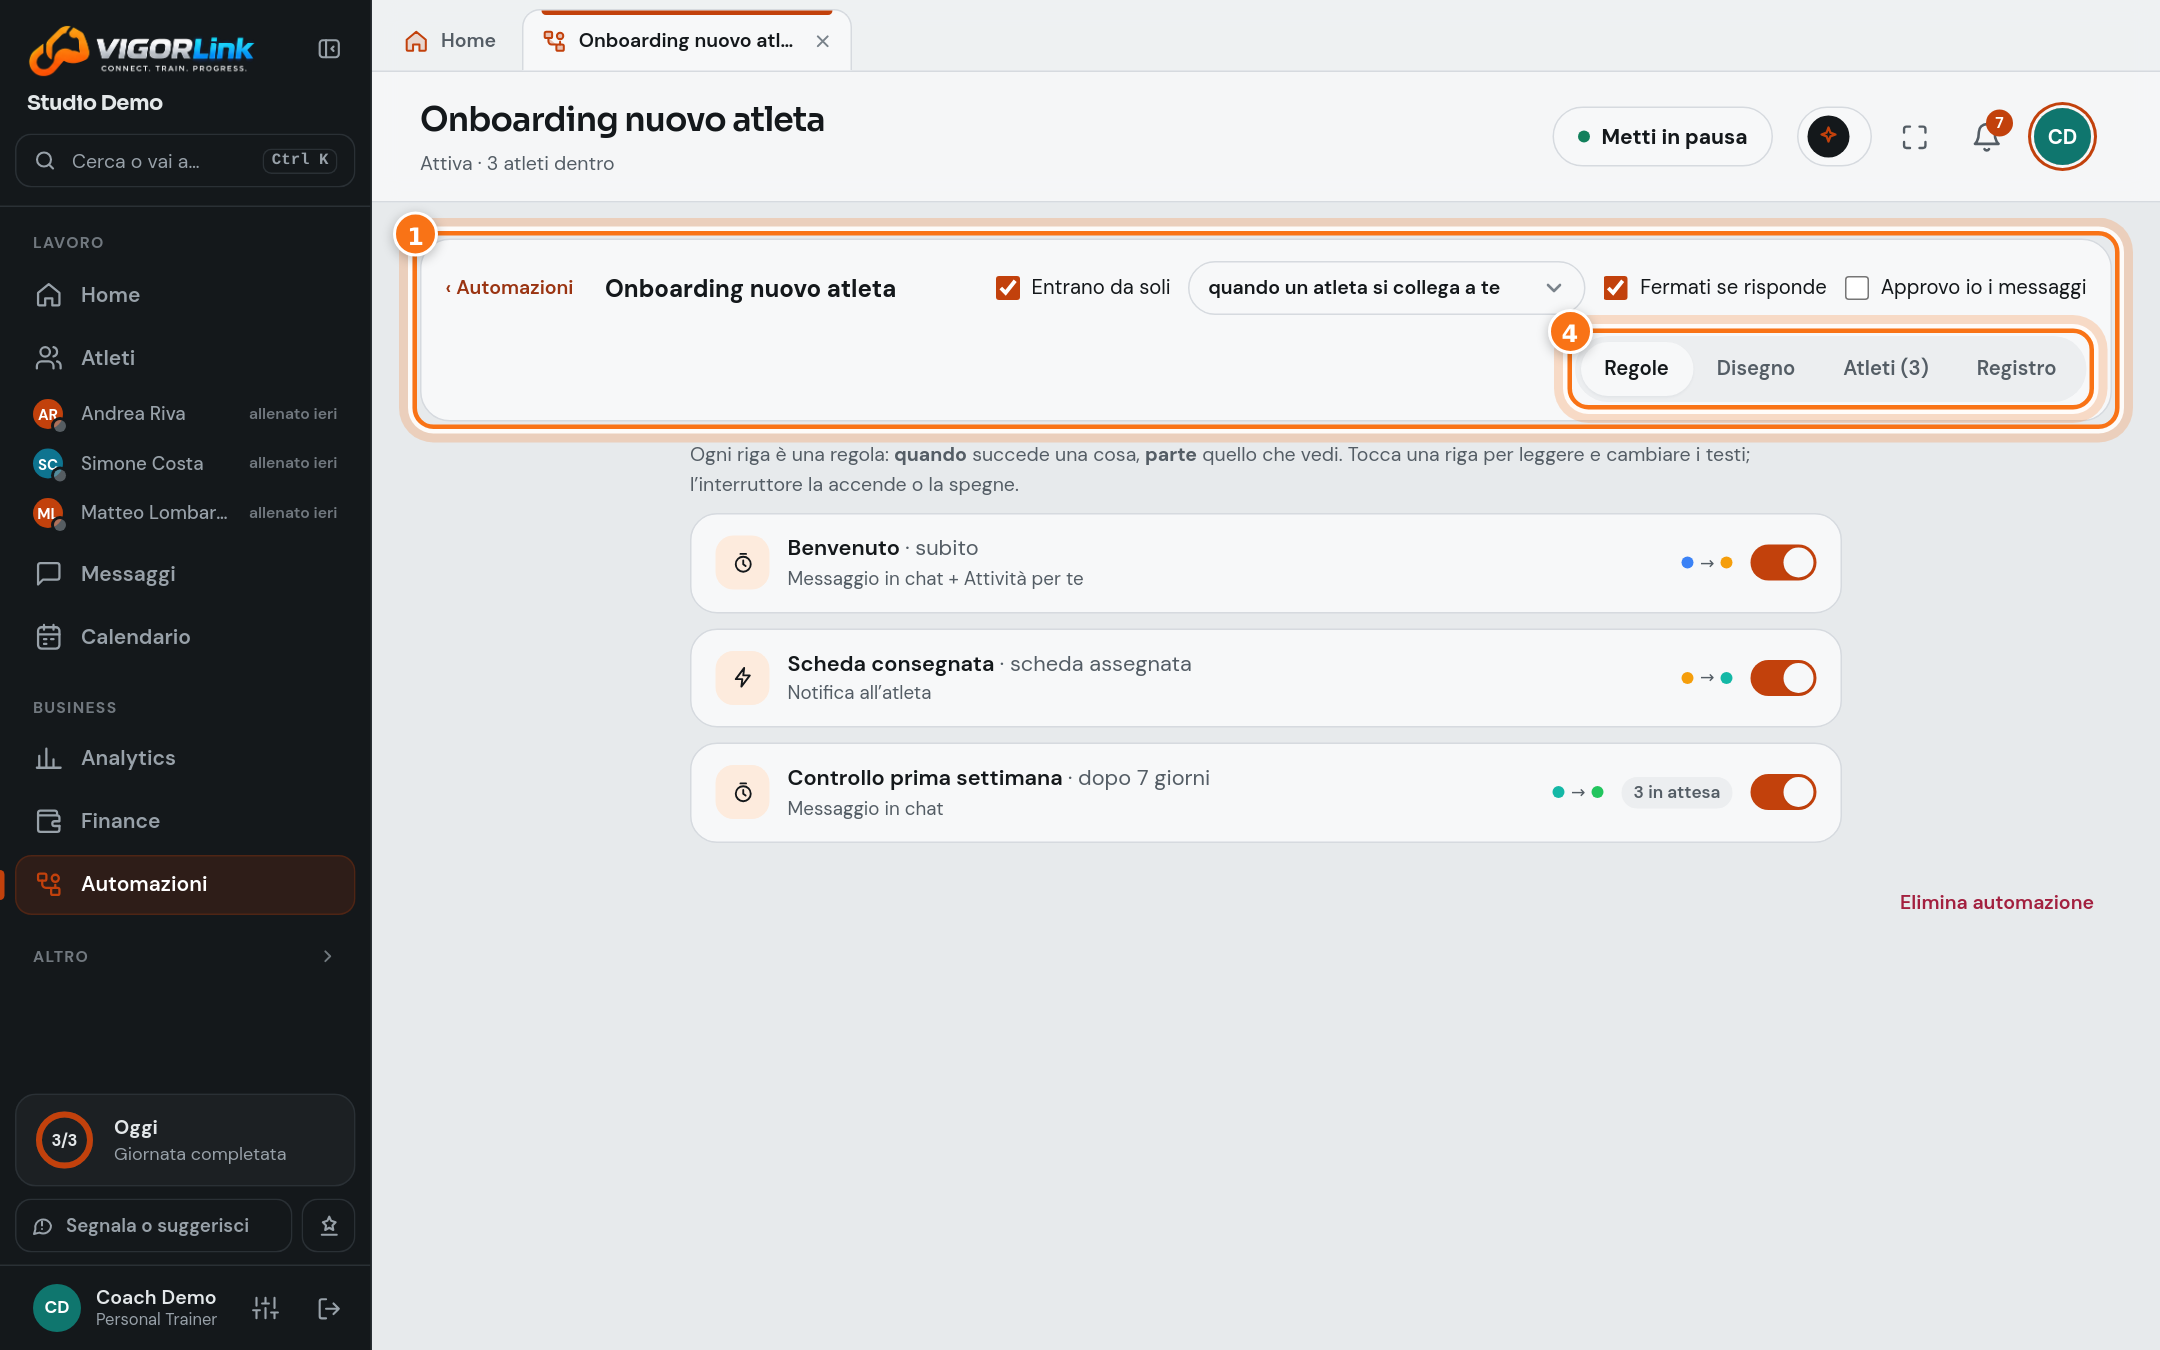 VIGORLink
CONNECT. TRAIN. PROGRESS.
Studio Demo
Cerca o vai a... Ctrl K
LAVORO
Home
Atleti
AR Andrea Riva allenato ieri
SC Simone Costa allenato ieri
ML Matteo Lombar... allenato ieri
Messaggi
Calendario
BUSINESS
Analytics
Finance
Automazioni
ALTRO
3/3 Oggi
Giornata completata
Segnala o suggerisci
CD Coach Demo
Personal Trainer
Home
Onboarding nuovo atl...
Onboarding nuovo atleta
Attiva · 3 atleti dentro
Metti in pausa
7
CD
1
‹ Automazioni Onboarding nuovo atleta Entrano da soli quando un atleta si collega a te Fermati se risponde Approvo io i messaggi
4
Regole Disegno Atleti (3) Registro
Ogni riga è una regola: quando succede una cosa, parte quello che vedi. Tocca una riga per leggere e cambiare i testi;
l’interruttore la accende o la spegne.
Benvenuto · subito
Messaggio in chat + Attività per te
→
Scheda consegnata · scheda assegnata
Notifica all’atleta
→
Controllo prima settimana · dopo 7 giorni
Messaggio in chat
→ 3 in attesa
Elimina automazione